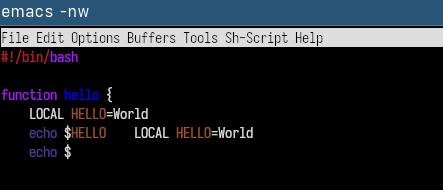 emacs -nw
File Edit Options Buffers Tools Sh-Script Help
#!/bin/bash
function hello {
    LOCAL HELLO=World
    echo $HELLO    LOCAL HELLO=World
    echo $